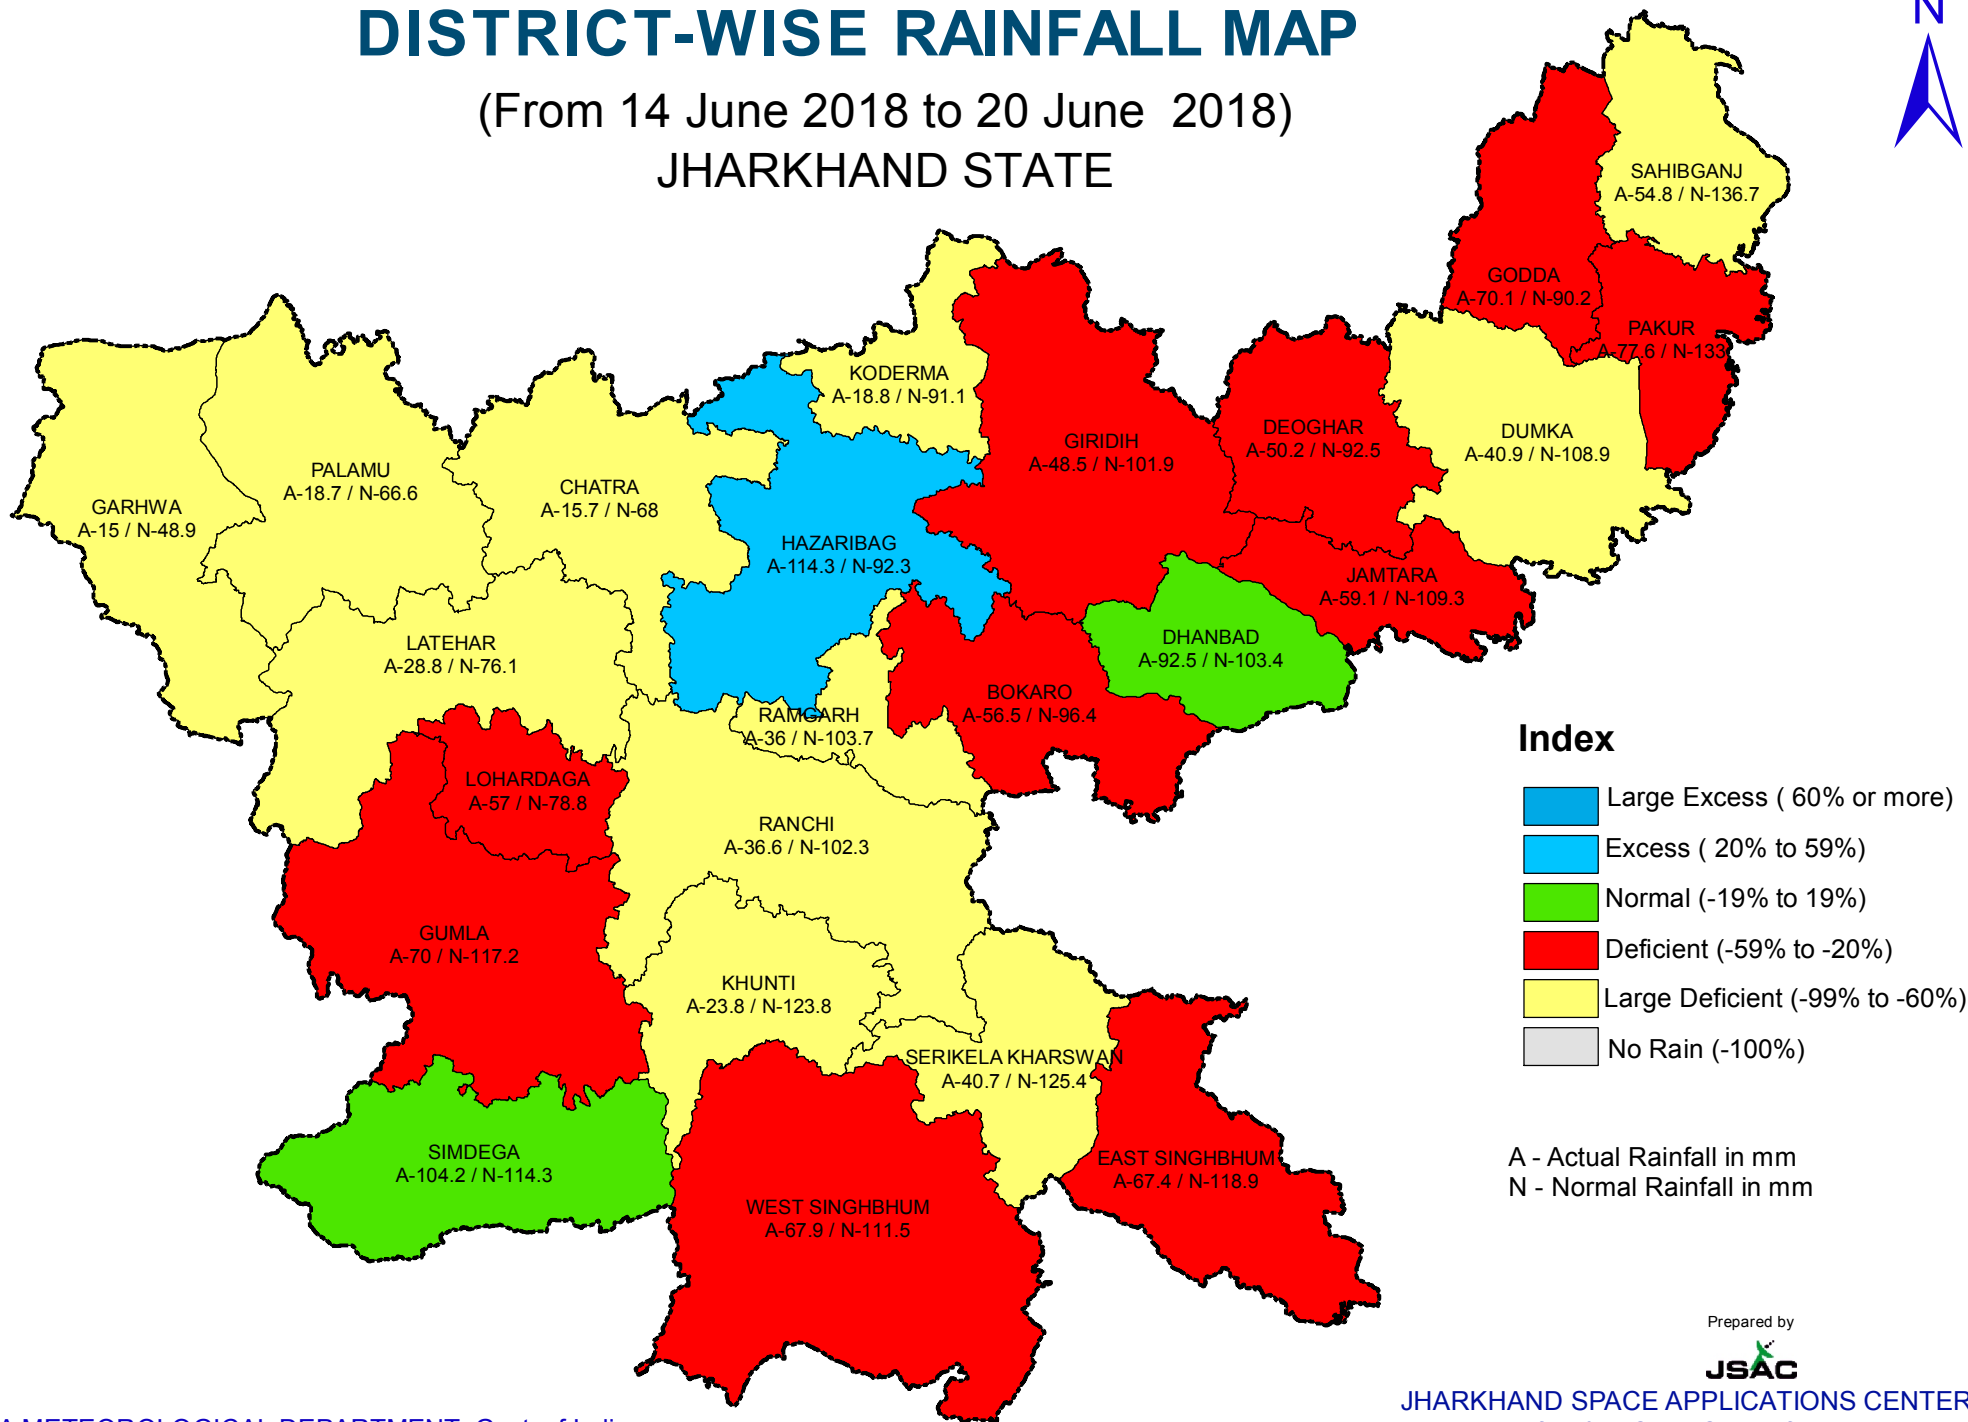 DISTRICT-WISE RAINFALL MAP
N
(From 14 June 2018 to 20 June 2018)
JHARKHAND STATE
SAHIBGANJ
A-54.8 / N-136.7
GODDA
A-70.1 / N-90.2
PAKUR
A-77.6 / N-133
KODERMA
A-18.8 / N-91.1
GIRIDIH
A-48.5 / N-101.9
DEOGHAR
A-50.2 / N-92.5
DUMKA
A-40.9 / N-108.9
PALAMU
A-18.7 / N-66.6
CHATRA
A-15.7 / N-68
GARHWA
A-15 / N-48.9
HAZARIBAG
A-114.3 / N-92.3
JAMTARA
A-59.1 / N-109.3
LATEHAR
A-28.8 / N-76.1
DHANBAD
A-92.5 / N-103.4
BOKARO
A-56.5 / N-96.4
RAMGARH
A-36 / N-103.7
LOHARDAGA
A-57 / N-78.8
RANCHI
A-36.6 / N-102.3
GUMLA
A-70 / N-117.2
KHUNTI
A-23.8 / N-123.8
SERIKELA KHARSWAN
A-40.7 / N-125.4
SIMDEGA
A-104.2 / N-114.3
EAST SINGHBHUM
A-67.4 / N-118.9
WEST SINGHBHUM
A-67.9 / N-111.5
Index
Large Excess ( 60% or more)
Excess ( 20% to 59%)
Normal (-19% to 19%)
Deficient (-59% to -20%)
Large Deficient (-99% to -60%)
No Rain (-100%)
A - Actual Rainfall in mm
N - Normal Rainfall in mm
Prepared by
JSAC
JHARKHAND SPACE APPLICATIONS CENTER
A METEOROLOGICAL DEPARTMENT, Govt. of India